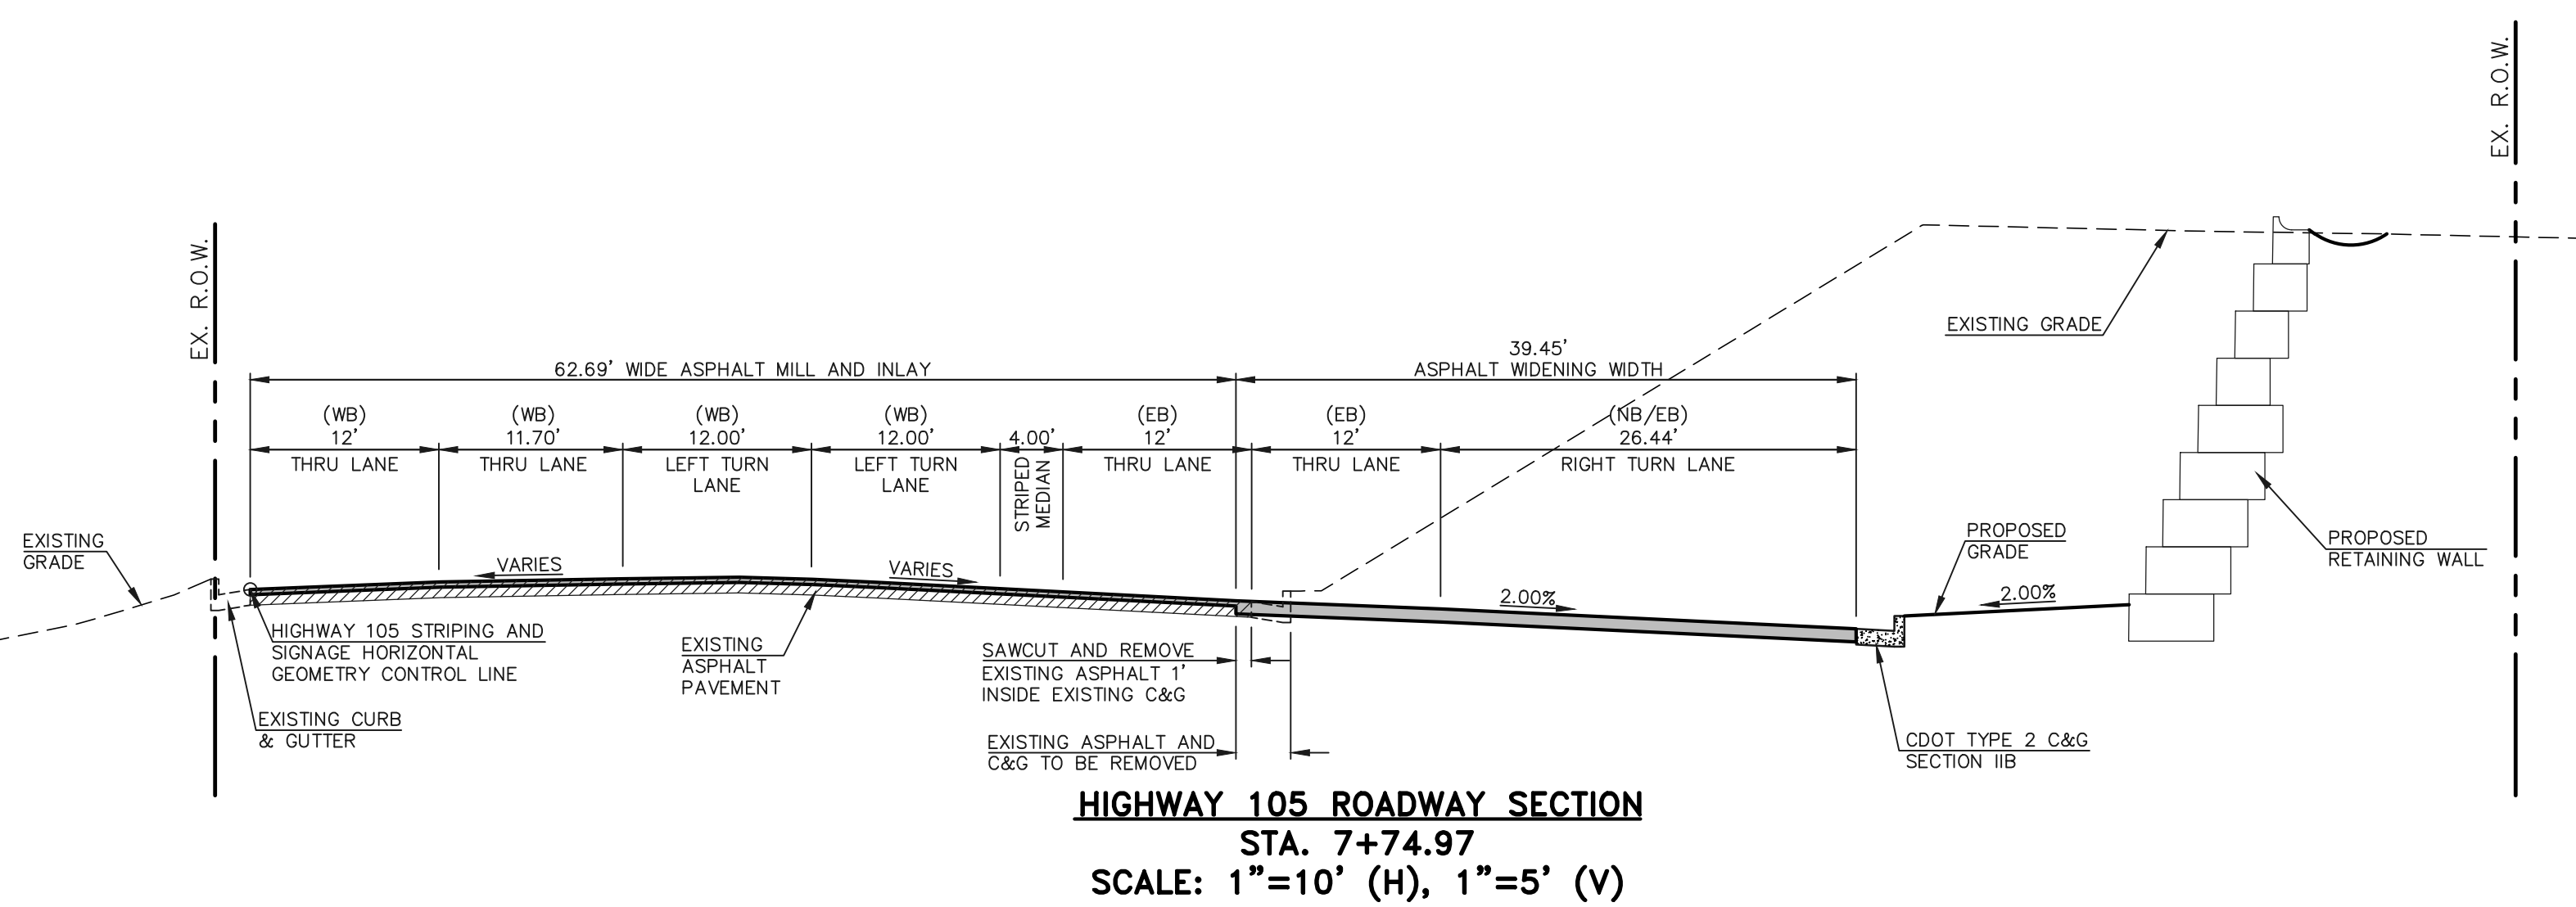 EX. R.O.W.
EX. R.O.W.
39.45'
62.69' WIDE ASPHALT MILL AND INLAY
ASPHALT WIDENING WIDTH
(WB)
12'
THRU LANE
(WB)
11.70'
THRU LANE
(WB)
12.00'
LEFT TURN
LANE
(WB)
12.00'
LEFT TURN
LANE
4.00'
STRIPED
MEDIAN
(EB)
12'
THRU LANE
(EB)
12'
THRU LANE
(NB/EB)
26.44'
RIGHT TURN LANE
EXISTING GRADE
EXISTING
GRADE
VARIES
VARIES
2.00%
PROPOSED
GRADE
2.00%
PROPOSED
RETAINING WALL
HIGHWAY 105 STRIPING AND
SIGNAGE HORIZONTAL
GEOMETRY CONTROL LINE
EXISTING CURB
& GUTTER
EXISTING
ASPHALT
PAVEMENT
SAWCUT AND REMOVE
EXISTING ASPHALT 1'
INSIDE EXISTING C&G
EXISTING ASPHALT AND
C&G TO BE REMOVED
CDOT TYPE 2 C&G
SECTION IIB
HIGHWAY 105 ROADWAY SECTION
STA. 7+74.97
SCALE: 1"=10' (H), 1"=5' (V)